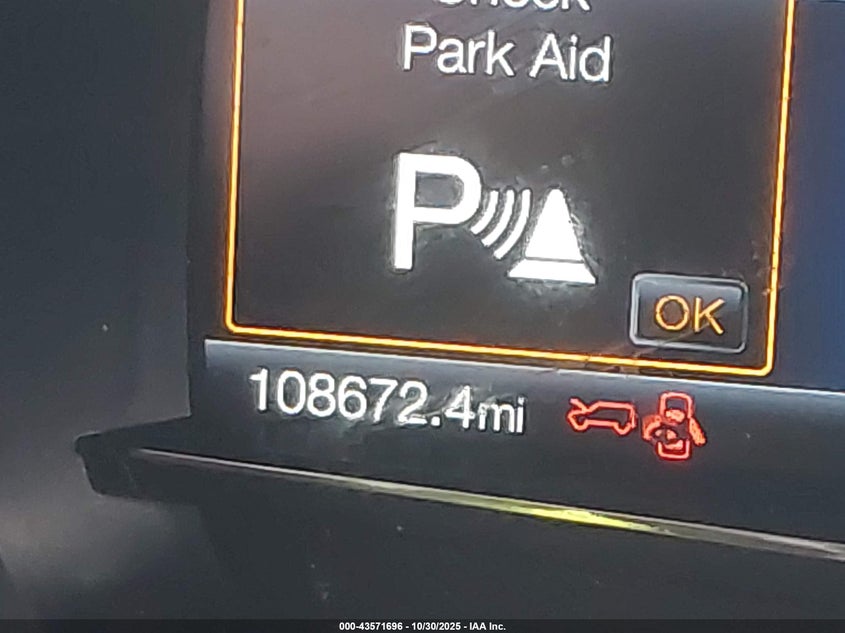 Park Aid
P
OK
108672.4mi
000-43571696 - 10/30/2025 - IAA Inc.